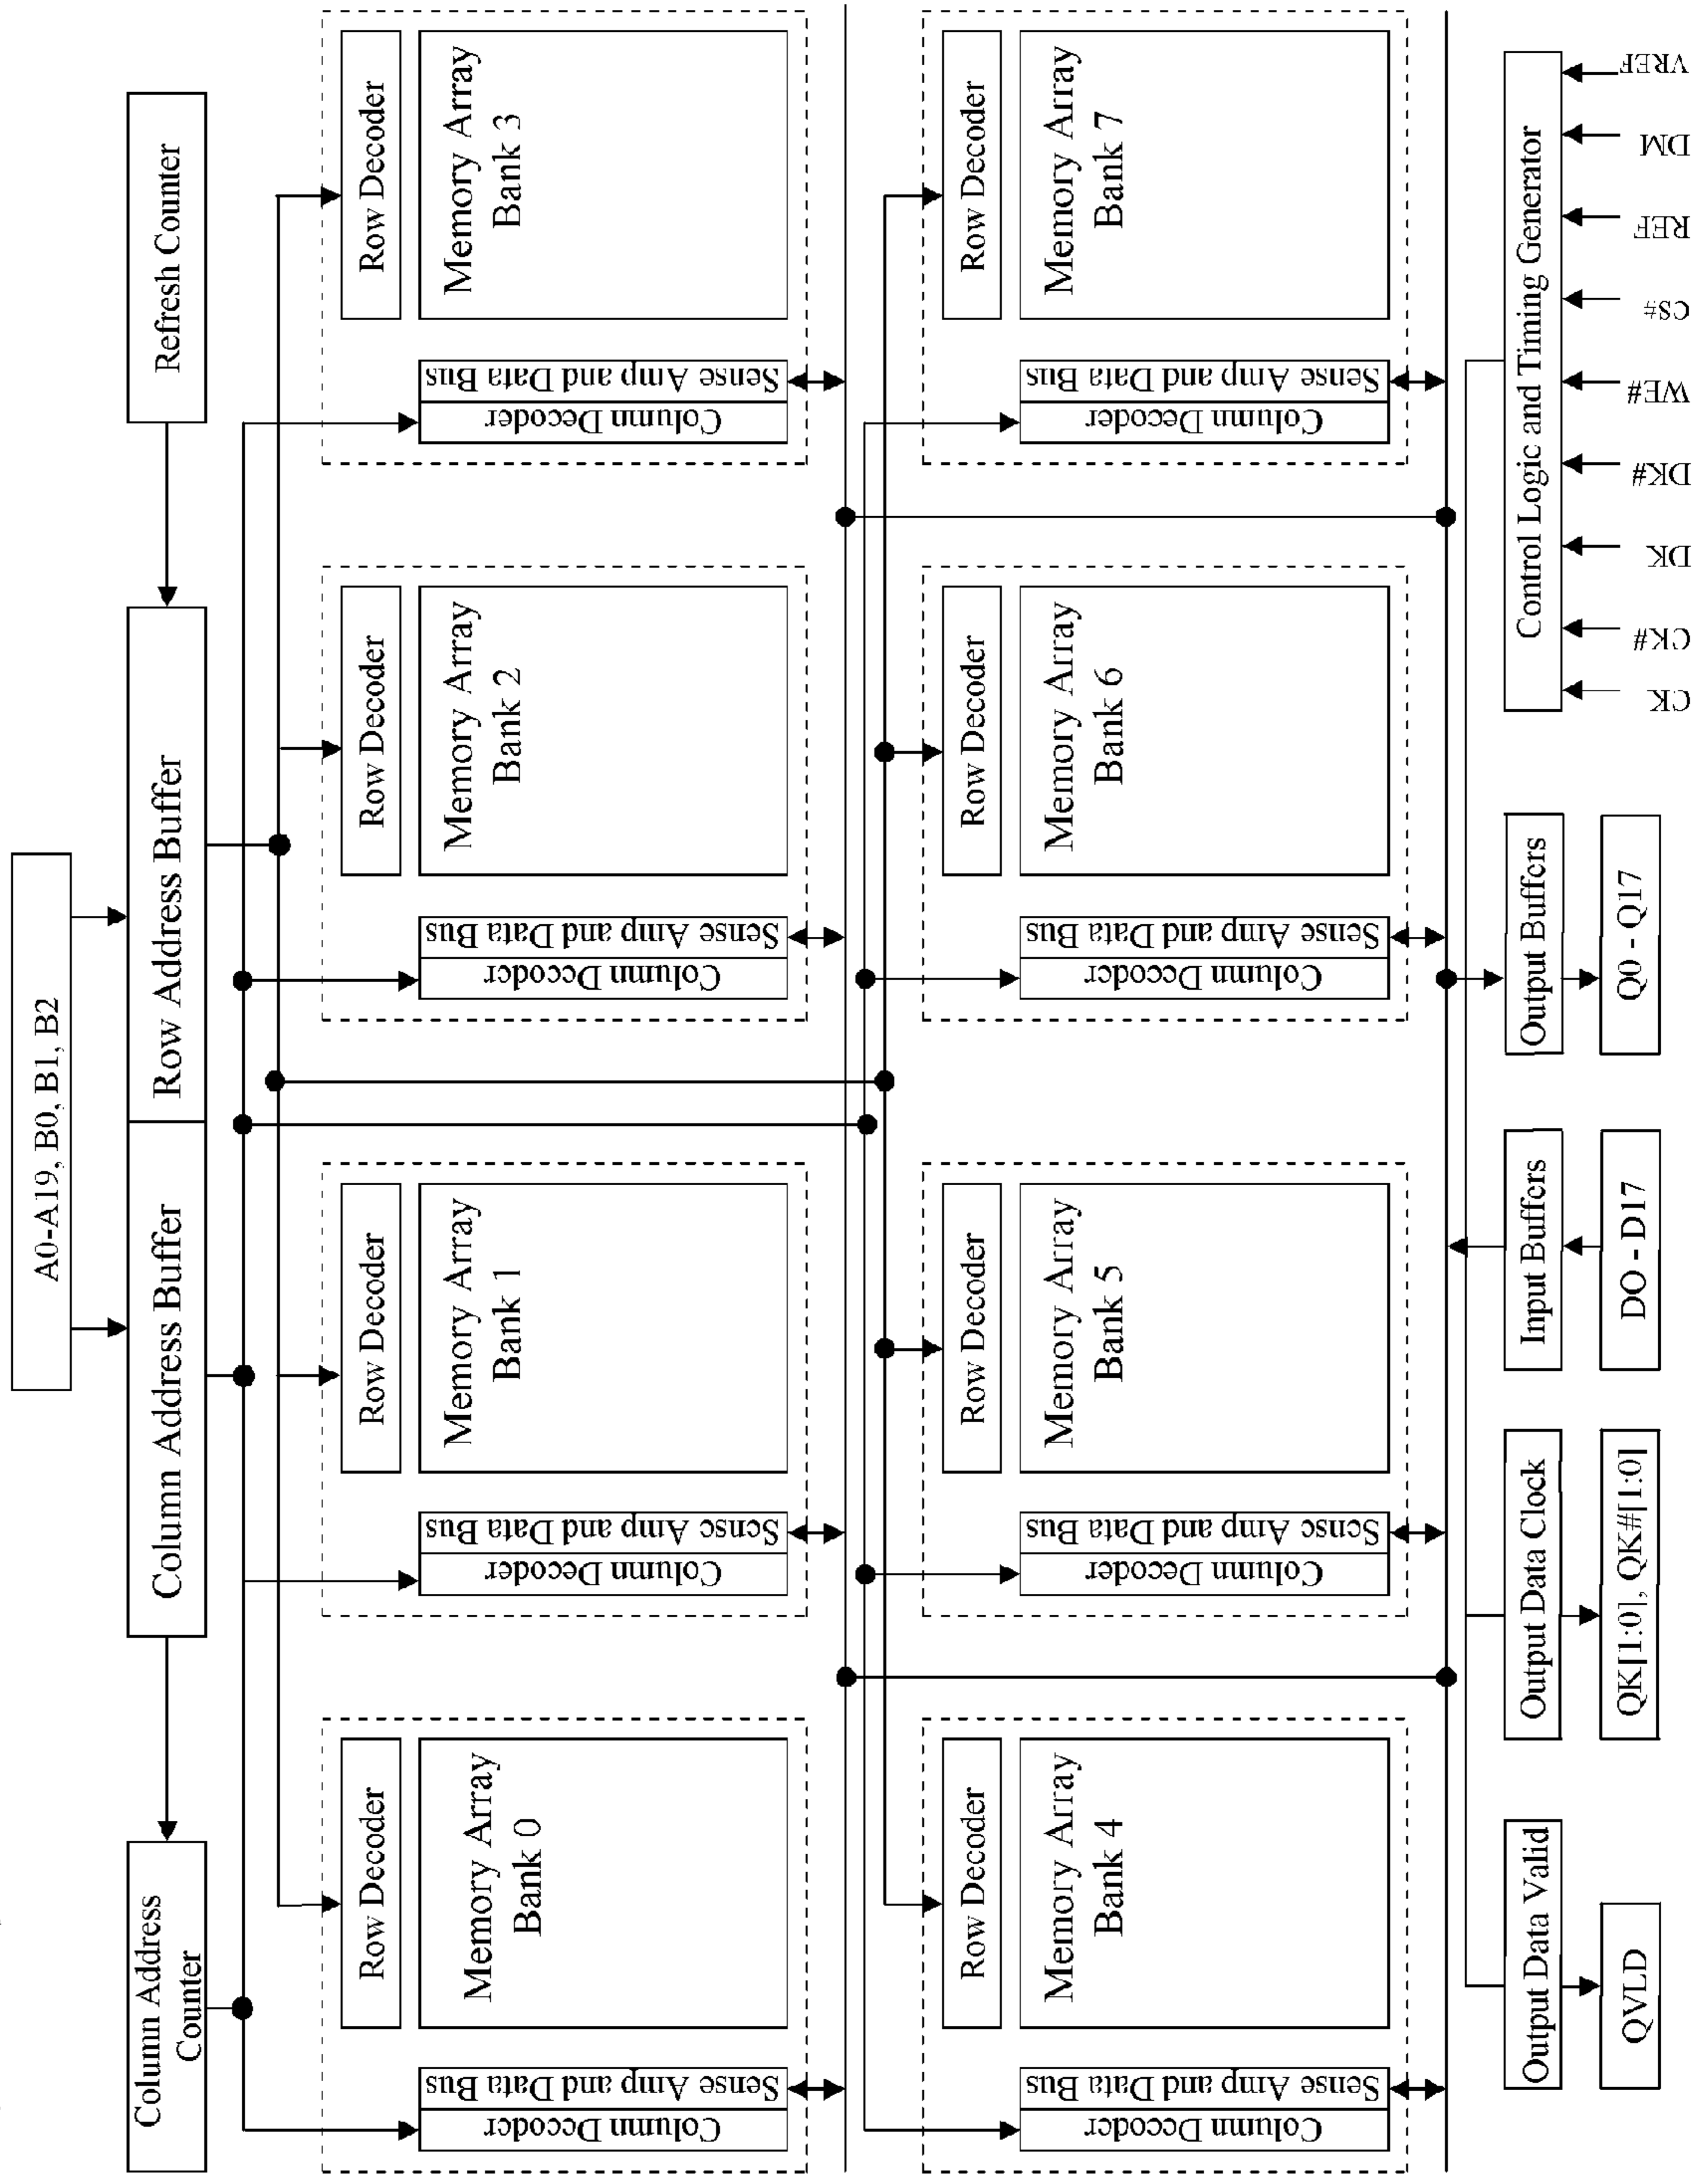 A0-A19, B0, B1, B2
Column Address
Counter
Column Address Buffer
Row Address Buffer
Refresh Counter
Row Decoder
Memory Array
Bank 0
Column Decoder
Sense Amp and Data Bus
Row Decoder
Memory Array
Bank 1
Column Decoder
Sense Amp and Data Bus
Row Decoder
Memory Array
Bank 2
Column Decoder
Sense Amp and Data Bus
Row Decoder
Memory Array
Bank 3
Column Decoder
Sense Amp and Data Bus
Row Decoder
Memory Array
Bank 4
Column Decoder
Sense Amp and Data Bus
Row Decoder
Memory Array
Bank 5
Column Decoder
Sense Amp and Data Bus
Row Decoder
Memory Array
Bank 6
Column Decoder
Sense Amp and Data Bus
Row Decoder
Memory Array
Bank 7
Column Decoder
Sense Amp and Data Bus
Output Data Valid
Output Data Clock
Input Buffers
Output Buffers
Control Logic and Timing Generator
QVLD
QK[1:0], QK#[1:0]
DO - D17
Q0 - Q17
CK
CK#
DK
DK#
WE#
CS#
REF
DM
VREF